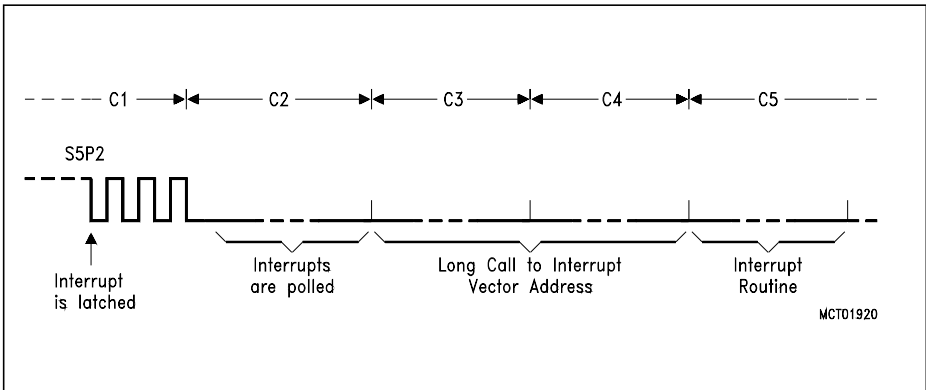 C1
C2
C3
C4
C5
S5P2
Interrupt
is latched
Interrupts
are polled
Long Call to Interrupt
Vector Address
Interrupt
Routine
MCT01920